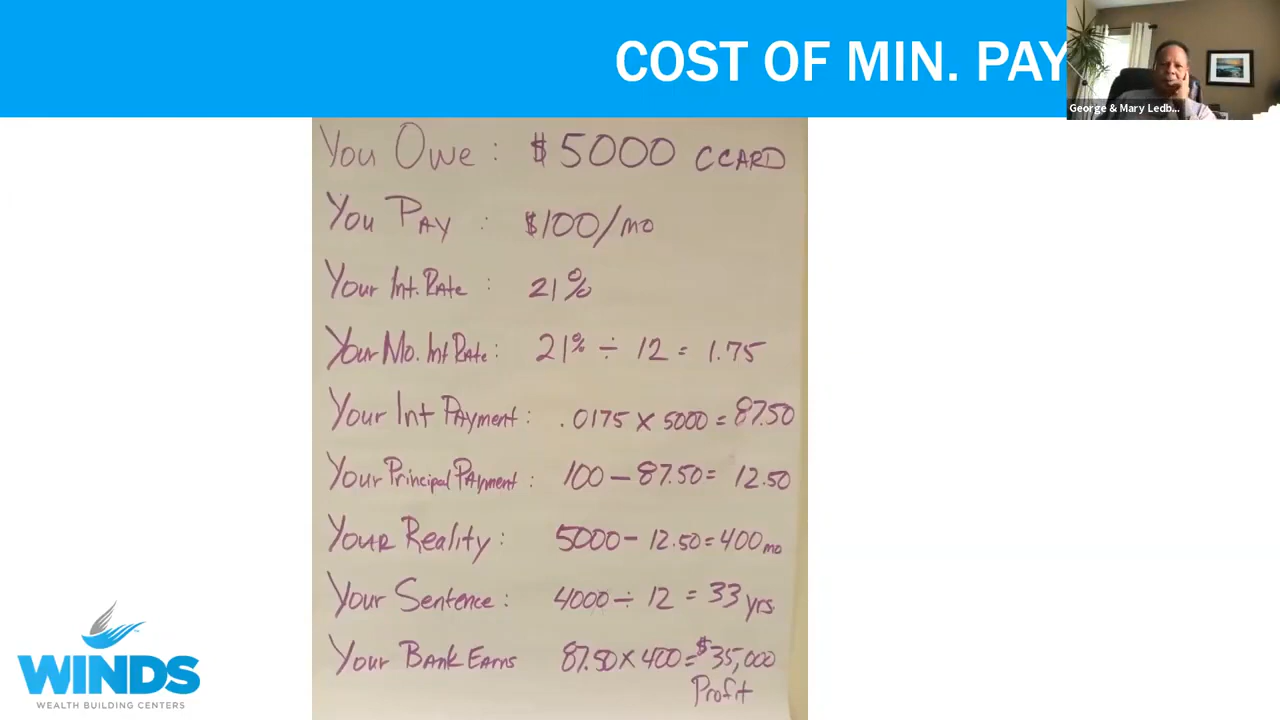 COST OF MIN. PAY
George & Mary Ledb...
You Owe : $5000 CCARD
You PAY : $100/mo
Your Int. Rate : 21%
Your Mo. Int Rate : 21% ÷ 12 = 1.75
Your Int Payment : .0175 x 5000 = 87.50
Your Principal Payment : 100 – 87.50 = 12.50
Your Reality : 5000 – 12.50 = 400 mo
Your Sentence : 4000 ÷ 12 = 33 yrs
Your Bank Earns 87.50 x 400 = $35,000
Profit
WINDS
WEALTH BUILDING CENTERS